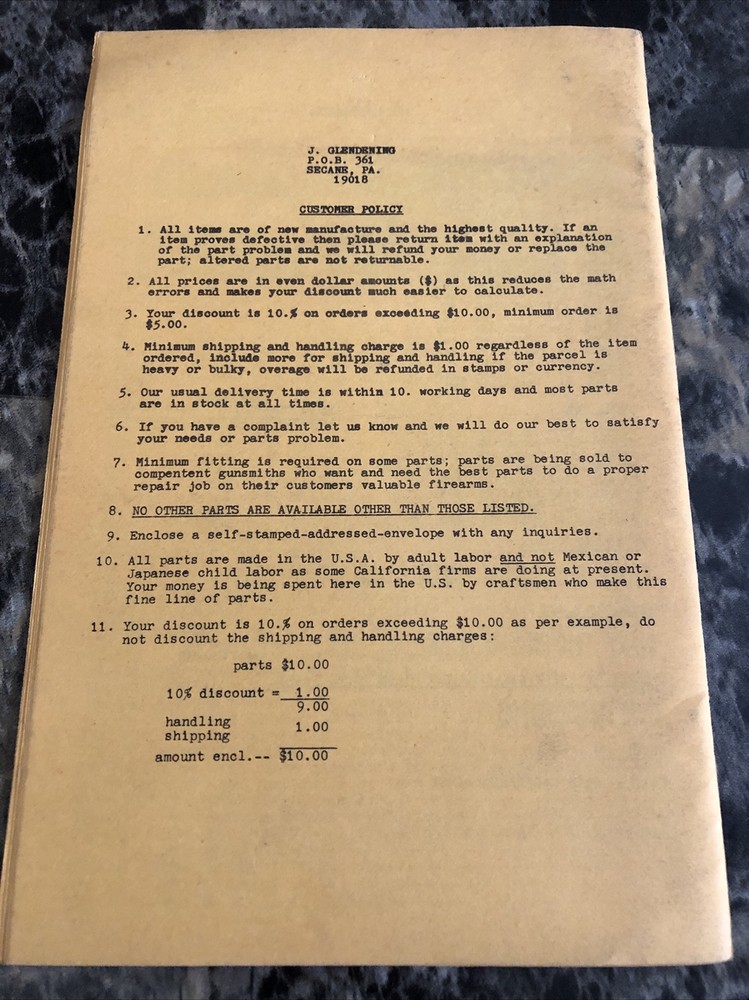 J. GLENDENING
P.O.B. 361
SECANE, PA.
19018
CUSTOMER POLICY
1. All items are of new manufacture and the highest quality. If an
item proves defective then please return item with an explanation
of the part problem and we will refund your money or replace the
part; altered parts are not returnable.
2. All prices are in even dollar amounts ($) as this reduces the math
errors and makes your discount much easier to calculate.
3. Your discount is 10.% on orders exceeding $10.00, minimum order is
$5.00.
4. Minimum shipping and handling charge is $1.00 regardless of the item
ordered, include more for shipping and handling if the parcel is
heavy or bulky, overage will be refunded in stamps or currency.
5. Our usual delivery time is within 10. working days and most parts
are in stock at all times.
6. If you have a complaint let us know and we will do our best to satisfy
your needs or parts problem.
7. Minimum fitting is required on some parts; parts are being sold to
compentent gunsmiths who want and need the best parts to do a proper
repair job on their customers valuable firearms.
8. NO OTHER PARTS ARE AVAILABLE OTHER THAN THOSE LISTED.
9. Enclose a self-stamped-addressed-envelope with any inquiries.
10. All parts are made in the U.S.A. by adult labor and not Mexican or
Japanese child labor as some California firms are doing at present.
Your money is being spent here in the U.S. by craftsmen who make this
fine line of parts.
11. Your discount is 10.% on orders exceeding $10.00 as per example, do
not discount the shipping and handling charges:
parts $10.00
10% discount = 1.00
9.00
handling
shipping 1.00
amount encl.-- $10.00